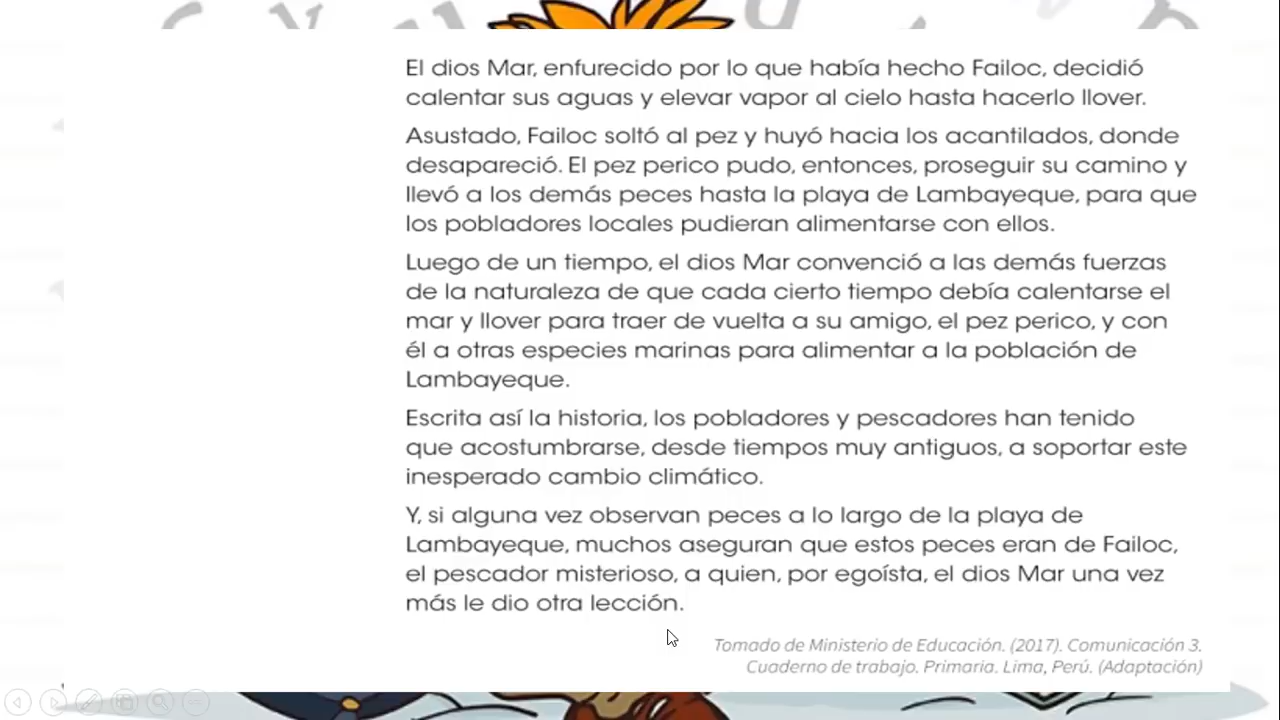 El dios Mar, enfurecido por lo que había hecho Failoc, decidió
calentar sus aguas y elevar vapor al cielo hasta hacerlo llover.
Asustado, Failoc soltó al pez y huyó hacia los acantilados, donde
desapareció. El pez perico pudo, entonces, proseguir su camino y
llevó a los demás peces hasta la playa de Lambayeque, para que
los pobladores locales pudieran alimentarse con ellos.
Luego de un tiempo, el dios Mar convenció a las demás fuerzas
de la naturaleza de que cada cierto tiempo debía calentarse el
mar y llover para traer de vuelta a su amigo, el pez perico, y con
él a otras especies marinas para alimentar a la población de
Lambayeque.
Escrita así la historia, los pobladores y pescadores han tenido
que acostumbrarse, desde tiempos muy antiguos, a soportar este
inesperado cambio climático.
Y, si alguna vez observan peces a lo largo de la playa de
Lambayeque, muchos aseguran que estos peces eran de Failoc,
el pescador misterioso, a quien, por egoísta, el dios Mar una vez
más le dio otra lección.
Tomado de Ministerio de Educación. (2017). Comunicación 3.
Cuaderno de trabajo. Primaria. Lima, Perú. (Adaptación)